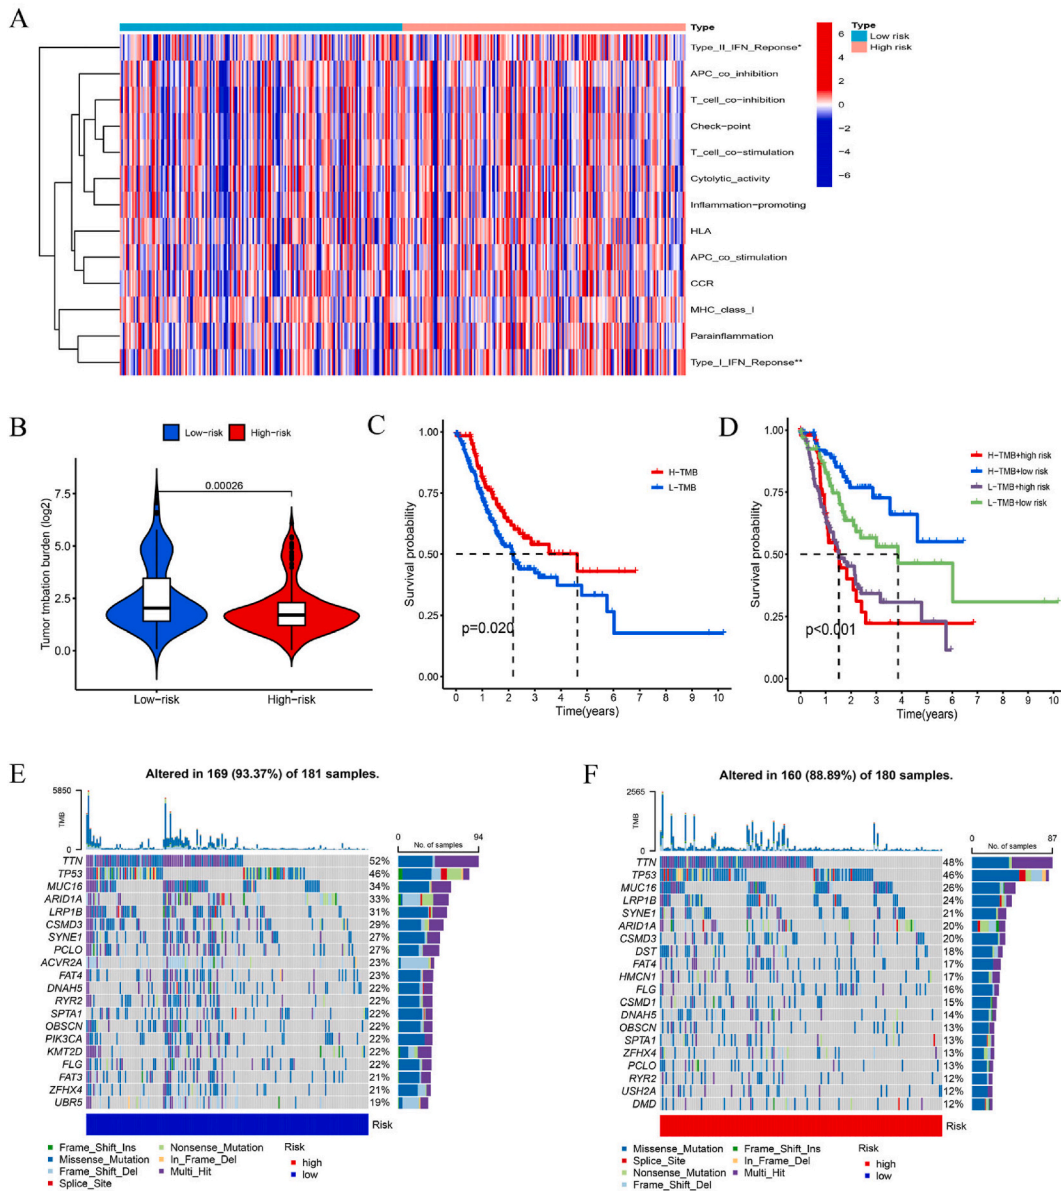 A
Type
Type_II_IFN_Reponse*
APC_co_inhibition
T_cell_co-inhibition
Check-point
T_cell_co-stimulation
Cytolytic_activity
Inflammation-promoting
HLA
APC_co_stimulation
CCR
MHC_class_I
Parainflammation
Type_I_IFN_Reponse**
6
4
2
0
−2
−4
−6
Type
Low risk
High risk
B
Low-risk
High-risk
Tumor tmbation burden (log2)
7.5
5.0
2.5
0.0
0.00026
Low-risk
High-risk
C
Survival probability
1.00
0.75
0.50
0.25
0.00
H-TMB
L-TMB
p=0.020
0 1 2 3 4 5 6 7 8 9 10
Time(years)
D
Survival probability
1.00
0.75
0.50
0.25
0.00
H-TMB+high risk
H-TMB+low risk
L-TMB+high risk
L-TMB+low risk
p<0.001
0 1 2 3 4 5 6 7 8 9 10
Time(years)
E
Altered in 169 (93.37%) of 181 samples.
5850
TMB
0
0 94
No. of samples
TTN 52%
TP53 46%
MUC16 34%
ARID1A 33%
LRP1B 31%
CSMD3 29%
SYNE1 27%
PCLO 27%
ACVR2A 23%
FAT4 23%
DNAH5 22%
RYR2 22%
SPTA1 22%
OBSCN 22%
PIK3CA 22%
KMT2D 22%
FLG 22%
FAT3 21%
ZFHX4 21%
UBR5 19%
Risk
Frame_Shift_Ins
Missense_Mutation
Frame_Shift_Del
Splice_Site
Nonsense_Mutation
In_Frame_Del
Multi_Hit
Risk
high
low
F
Altered in 160 (88.89%) of 180 samples.
2565
TMB
0
0 87
No. of samples
TTN 48%
TP53 46%
MUC16 26%
LRP1B 24%
SYNE1 21%
ARID1A 20%
CSMD3 20%
DST 18%
FAT4 17%
HMCN1 17%
FLG 16%
CSMD1 15%
DNAH5 14%
OBSCN 13%
SPTA1 13%
ZFHX4 13%
PCLO 13%
RYR2 12%
USH2A 12%
DMD 12%
Risk
Missense_Mutation
Splice_Site
Nonsense_Mutation
Frame_Shift_Del
Frame_Shift_Ins
In_Frame_Del
Multi_Hit
Risk
high
low